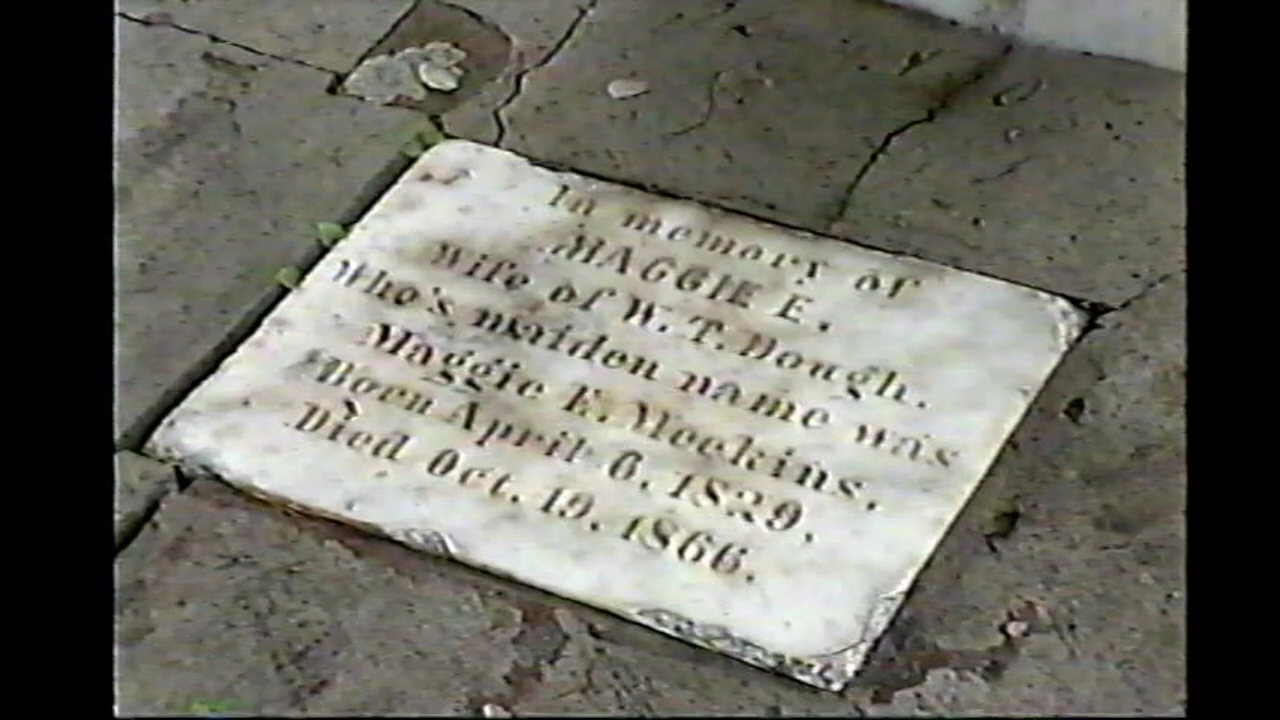 In memory of
MAGGIE E.
Wife of W. T. Dough.
Who's maiden name was
Maggie E. Meekins.
Born April 6. 1829,
Died Oct. 19. 1866.